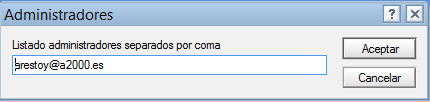 Administradores
Listado administradores separados por coma
arestoy@a2000.es
Aceptar
Cancelar